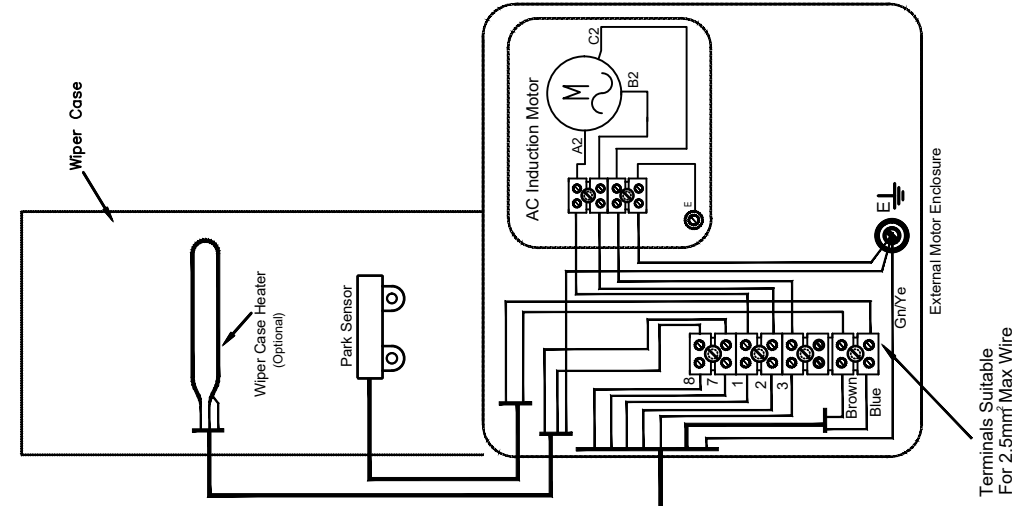 Wiper Case
Wiper Case Heater
(Optional)
Park Sensor
AC Induction Motor
M
A2
B2
C2
E
E
External Motor Enclosure
Gn/Ye
8
7
1
2
3
Brown
Blue
Terminals Suitable
For 2.5mm² Max Wire